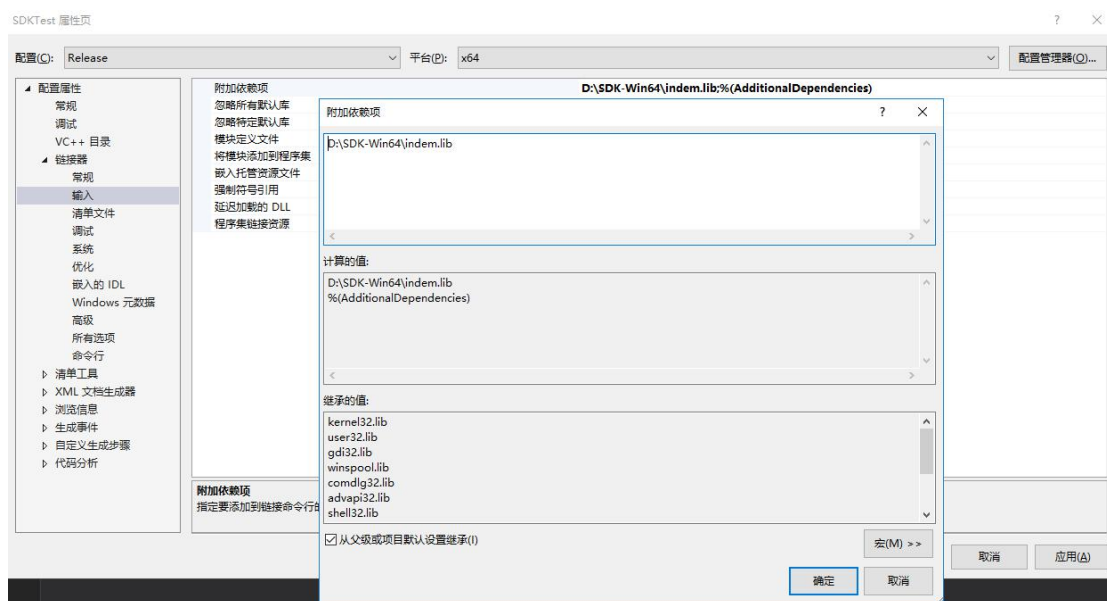 SDKTest 属性页
配置(C): Release 平台(P): x64 配置管理器(O)...
配置属性
常规
调试
VC++ 目录
链接器
常规
输入
清单文件
调试
系统
优化
嵌入的 IDL
Windows 元数据
高级
所有选项
命令行
清单工具
XML 文档生成器
浏览信息
生成事件
自定义生成步骤
代码分析
附加依赖项 D:\SDK-Win64\indem.lib;%(AdditionalDependencies)
忽略所有默认库
忽略特定默认库
模块定义文件
将模块添加到程序集
嵌入托管资源文件
强制符号引用
延迟加载的 DLL
程序集链接资源
附加依赖项
指定要添加到链接命令行的
附加依赖项
D:\SDK-Win64\indem.lib
计算的值:
D:\SDK-Win64\indem.lib
%(AdditionalDependencies)
继承的值:
kernel32.lib
user32.lib
gdi32.lib
winspool.lib
comdlg32.lib
advapi32.lib
shell32.lib
从父级或项目默认设置继承(I)
宏(M) >>
确定 取消
取消 应用(A)